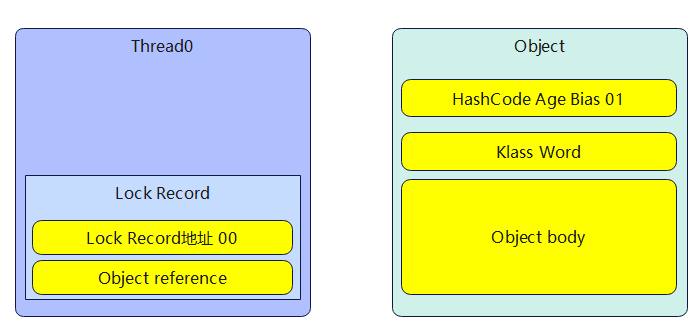 Thread0
Lock Record
Lock Record地址 00
Object reference
Object
HashCode Age Bias 01
Klass Word
Object body